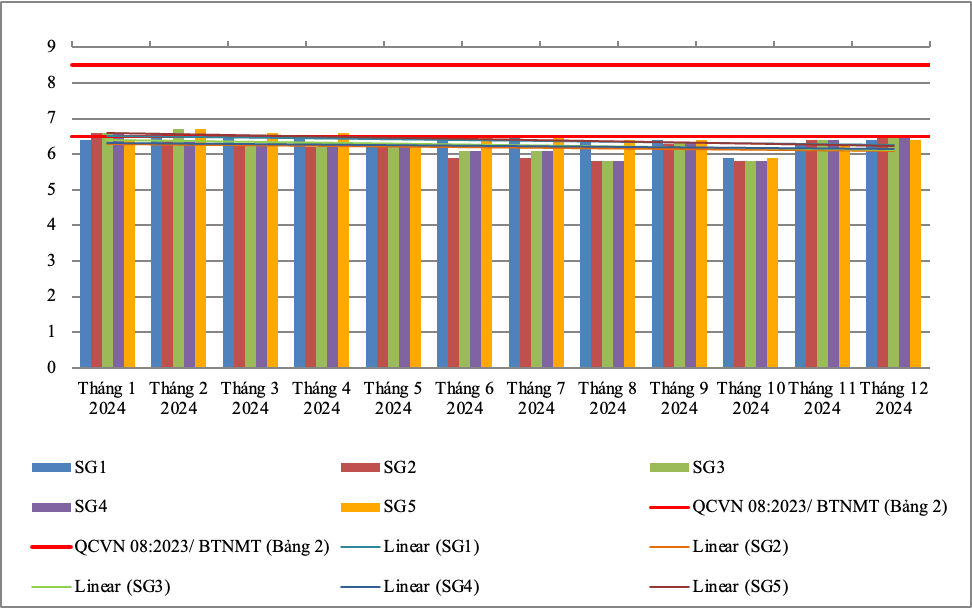 9
8
7
6
5
4
3
2
1
0
Tháng 1 Tháng 2 Tháng 3 Tháng 4 Tháng 5 Tháng 6 Tháng 7 Tháng 8 Tháng 9 Tháng 10 Tháng 11 Tháng 12
2024 2024 2024 2024 2024 2024 2024 2024 2024 2024 2024 2024
SG1 SG2 SG3
SG4 SG5 QCVN 08:2023/ BTNMT (Bảng 2)
QCVN 08:2023/ BTNMT (Bảng 2) Linear (SG1) Linear (SG2)
Linear (SG3) Linear (SG4) Linear (SG5)